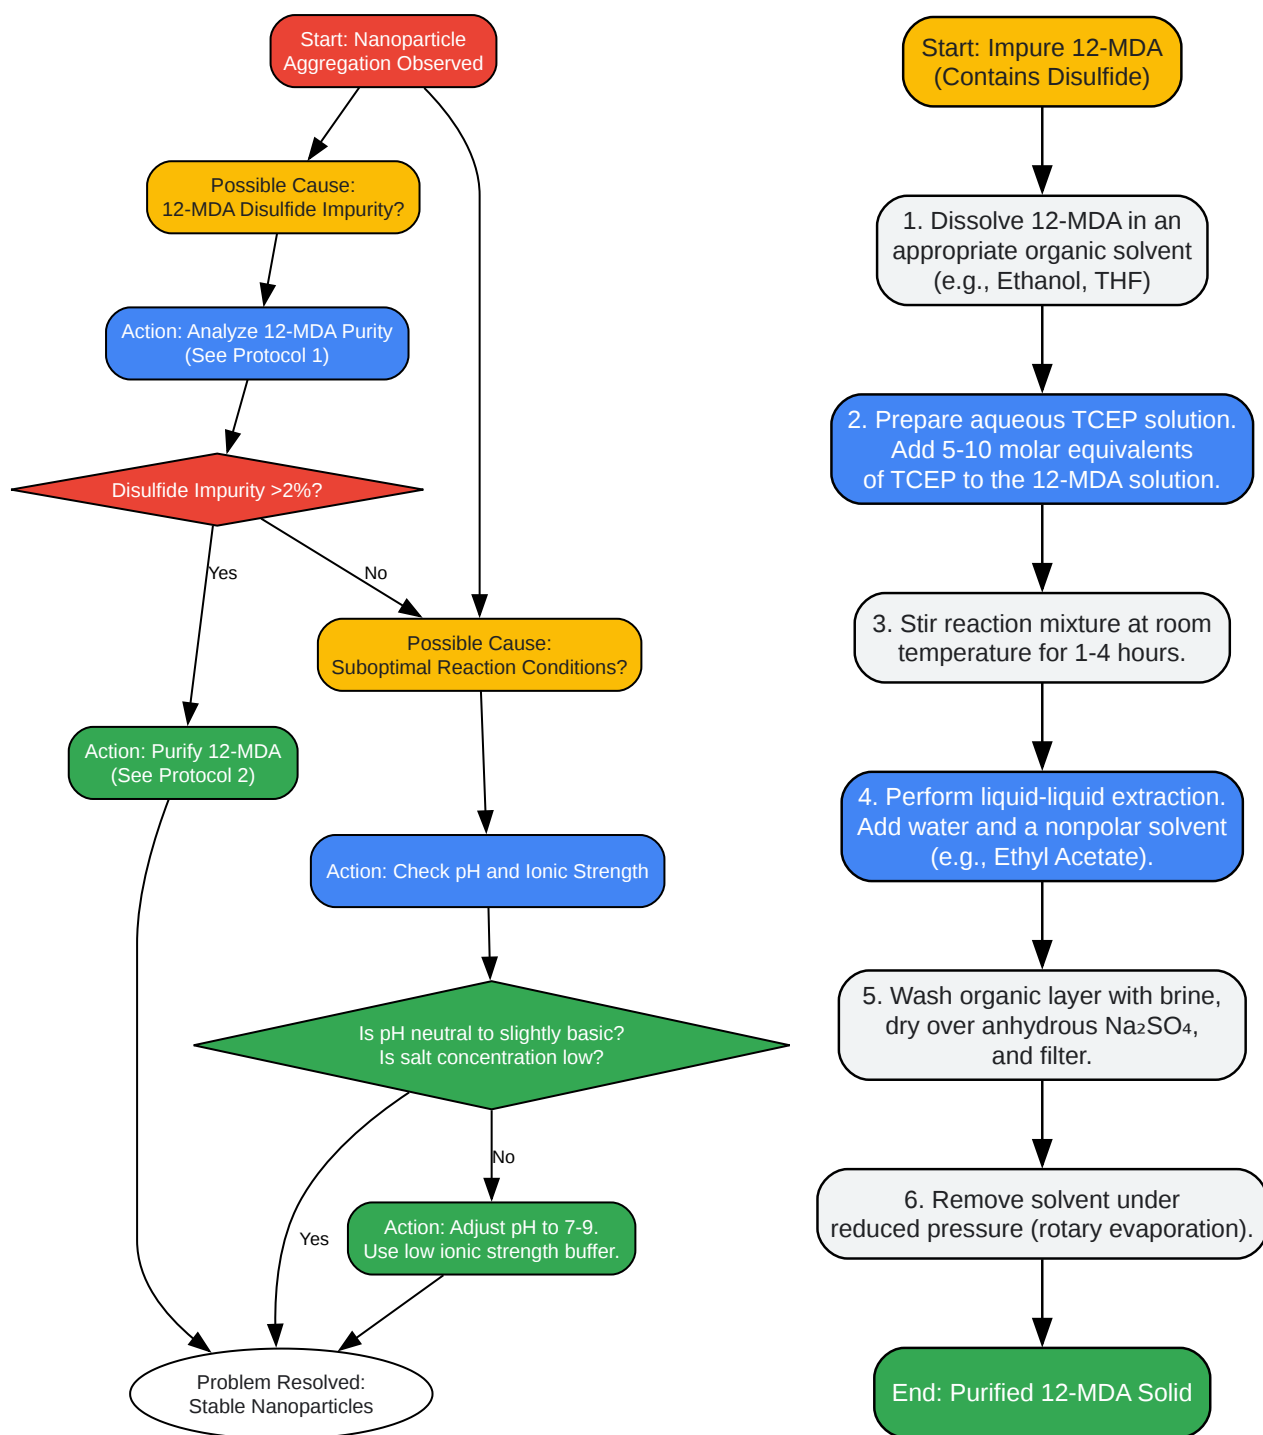 Start: Nanoparticle
Aggregation Observed
Possible Cause:
12-MDA Disulfide Impurity?
Action: Analyze 12-MDA Purity
(See Protocol 1)
Disulfide Impurity >2%?
Yes
No
Possible Cause:
Suboptimal Reaction Conditions?
Action: Purify 12-MDA
(See Protocol 2)
Action: Check pH and Ionic Strength
Is pH neutral to slightly basic?
Is salt concentration low?
No
Yes
Action: Adjust pH to 7-9.
Use low ionic strength buffer.
Problem Resolved:
Stable Nanoparticles
Start: Impure 12-MDA
(Contains Disulfide)
1. Dissolve 12-MDA in an
appropriate organic solvent
(e.g., Ethanol, THF)
2. Prepare aqueous TCEP solution.
Add 5-10 molar equivalents
of TCEP to the 12-MDA solution.
3. Stir reaction mixture at room
temperature for 1-4 hours.
4. Perform liquid-liquid extraction.
Add water and a nonpolar solvent
(e.g., Ethyl Acetate).
5. Wash organic layer with brine,
dry over anhydrous Na₂SO₄,
and filter.
6. Remove solvent under
reduced pressure (rotary evaporation).
End: Purified 12-MDA Solid